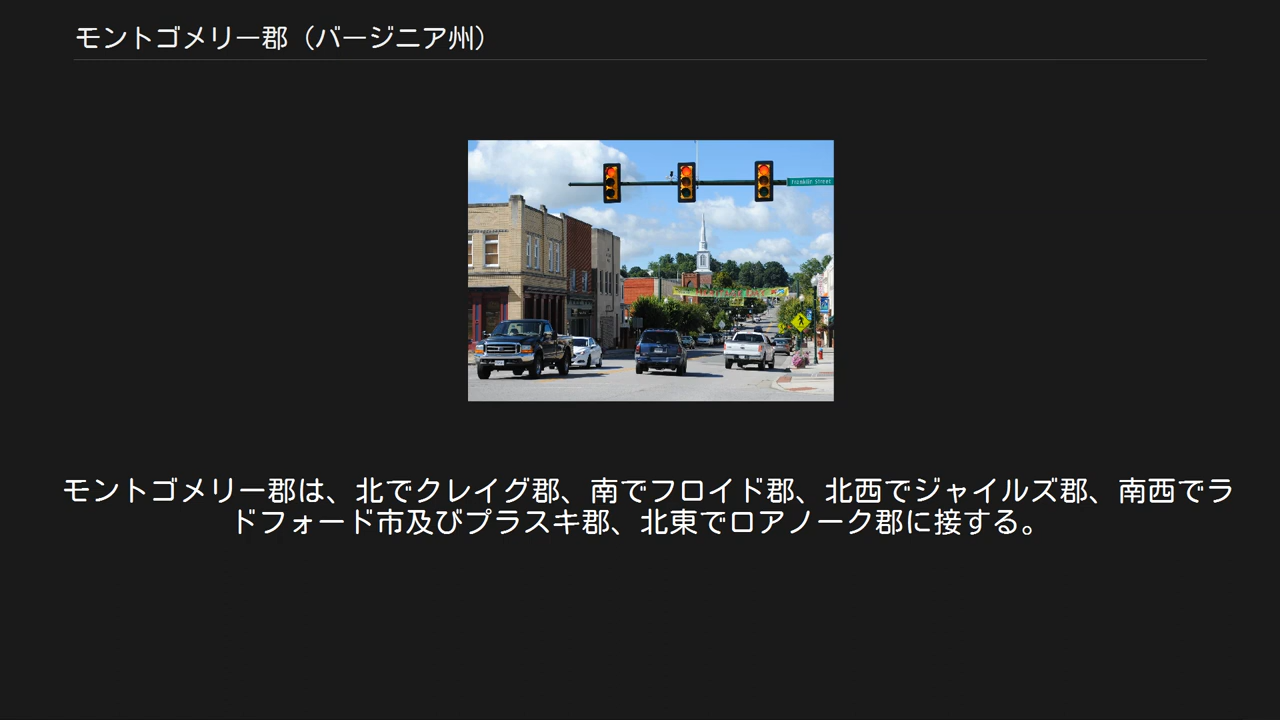 モントゴメリー郡（バージニア州）
Franklin Street
モントゴメリー郡は、北でクレイグ郡、南でフロイド郡、北西でジャイルズ郡、南西でラ
ドフォード市及びプラスキ郡、北東でロアノーク郡に接する。